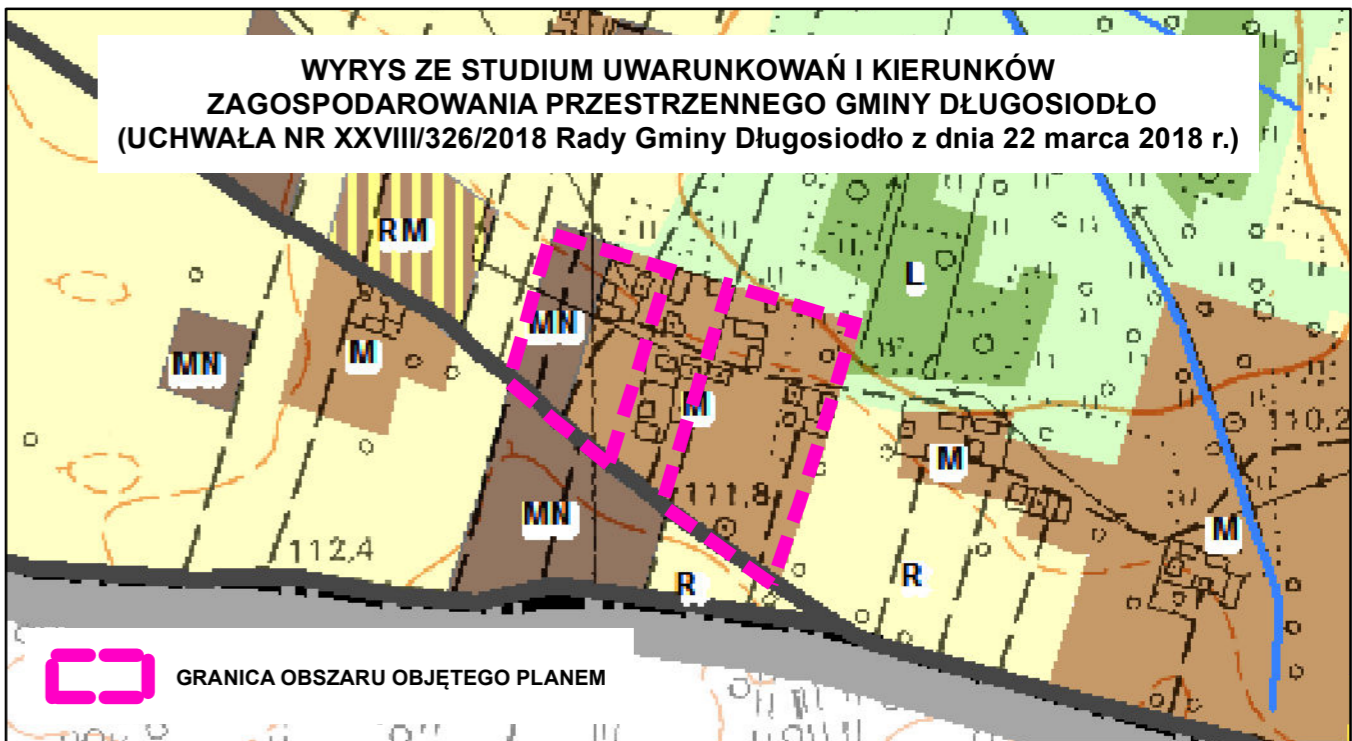 WYRYS ZE STUDIUM UWARUNKOWAŃ I KIERUNKÓW
ZAGOSPODAROWANIA PRZESTRZENNEGO GMINY DŁUGOSIODŁO
(UCHWAŁA NR XXVIII/326/2018 Rady Gminy Długosiodło z dnia 22 marca 2018 r.)
RM
L
MN
MN
M
M
110,2
M
111,8
MN
M
112,4
R
R
GRANICA OBSZARU OBJĘTEGO PLANEM